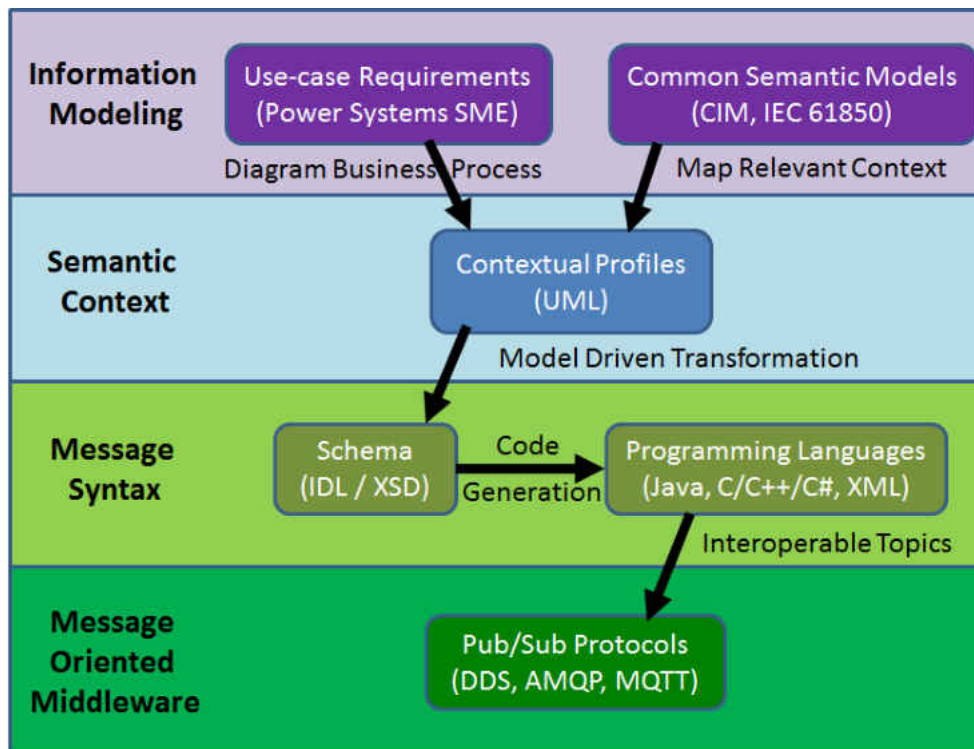 Information
Modeling
Use-case Requirements
(Power Systems SME)
Common Semantic Models
(CIM, IEC 61850)
Diagram Business Process
Map Relevant Context
Semantic
Context
Contextual Profiles
(UML)
Model Driven Transformation
Message
Syntax
Schema
(IDL / XSD)
Code
Generation
Programming Languages
(Java, C/C++/C#, XML)
Interoperable Topics
Message
Oriented
Middleware
Pub/Sub Protocols
(DDS, AMQP, MQTT)